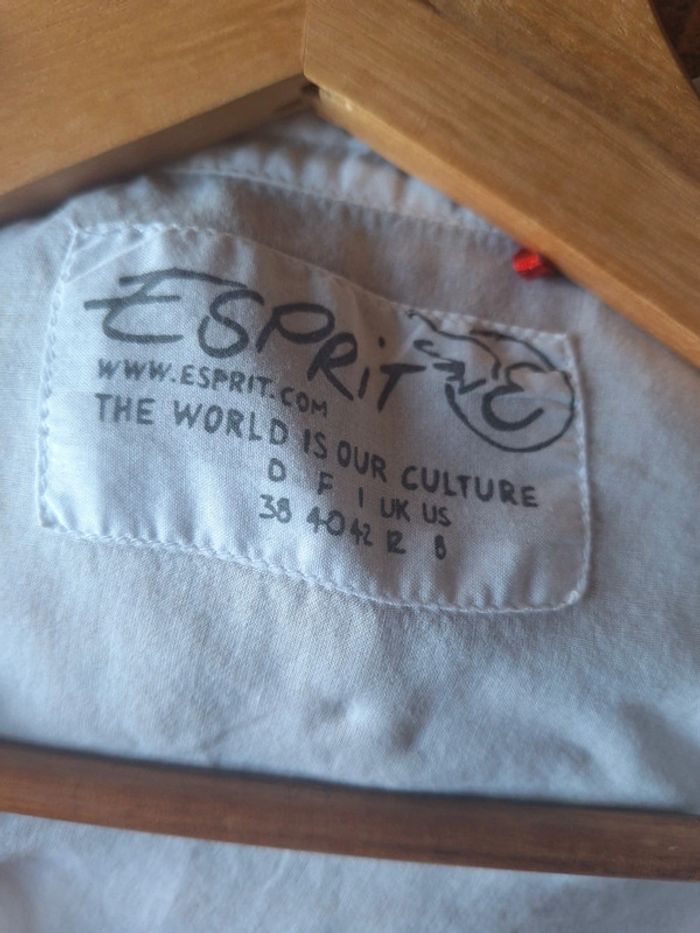 ESPRiT
WWW.ESPRIT.COM
THE WORLD IS OUR CULTURE
D F I UK US
38 40 42 12 8